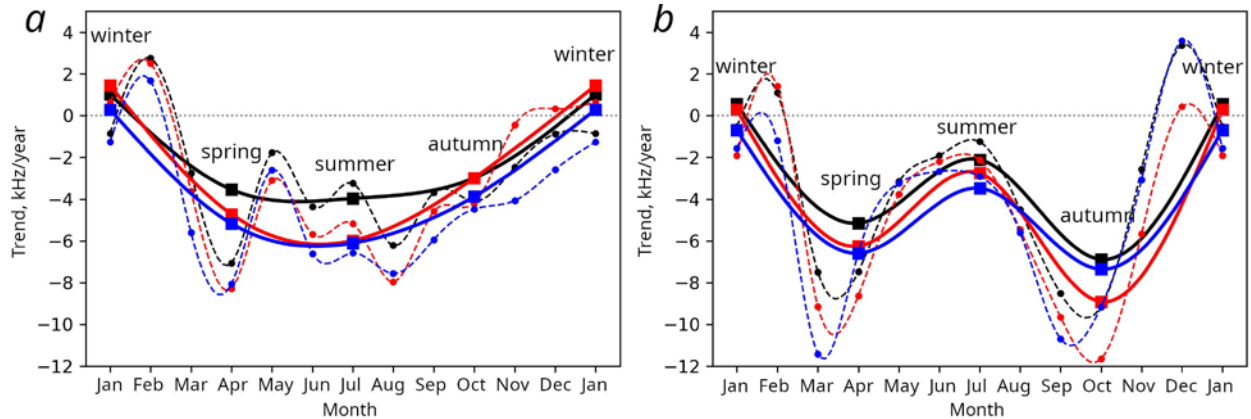 a
4
2
0
−2
−4
−6
−8
−10
−12
Trend, kHz/year
winter
spring
summer
autumn
winter
Jan Feb Mar Apr May Jun Jul Aug Sep Oct Nov Dec Jan
Month
b
4
2
0
−2
−4
−6
−8
−10
−12
Trend, kHz/year
winter
spring
summer
autumn
winter
Jan Feb Mar Apr May Jun Jul Aug Sep Oct Nov Dec Jan
Month